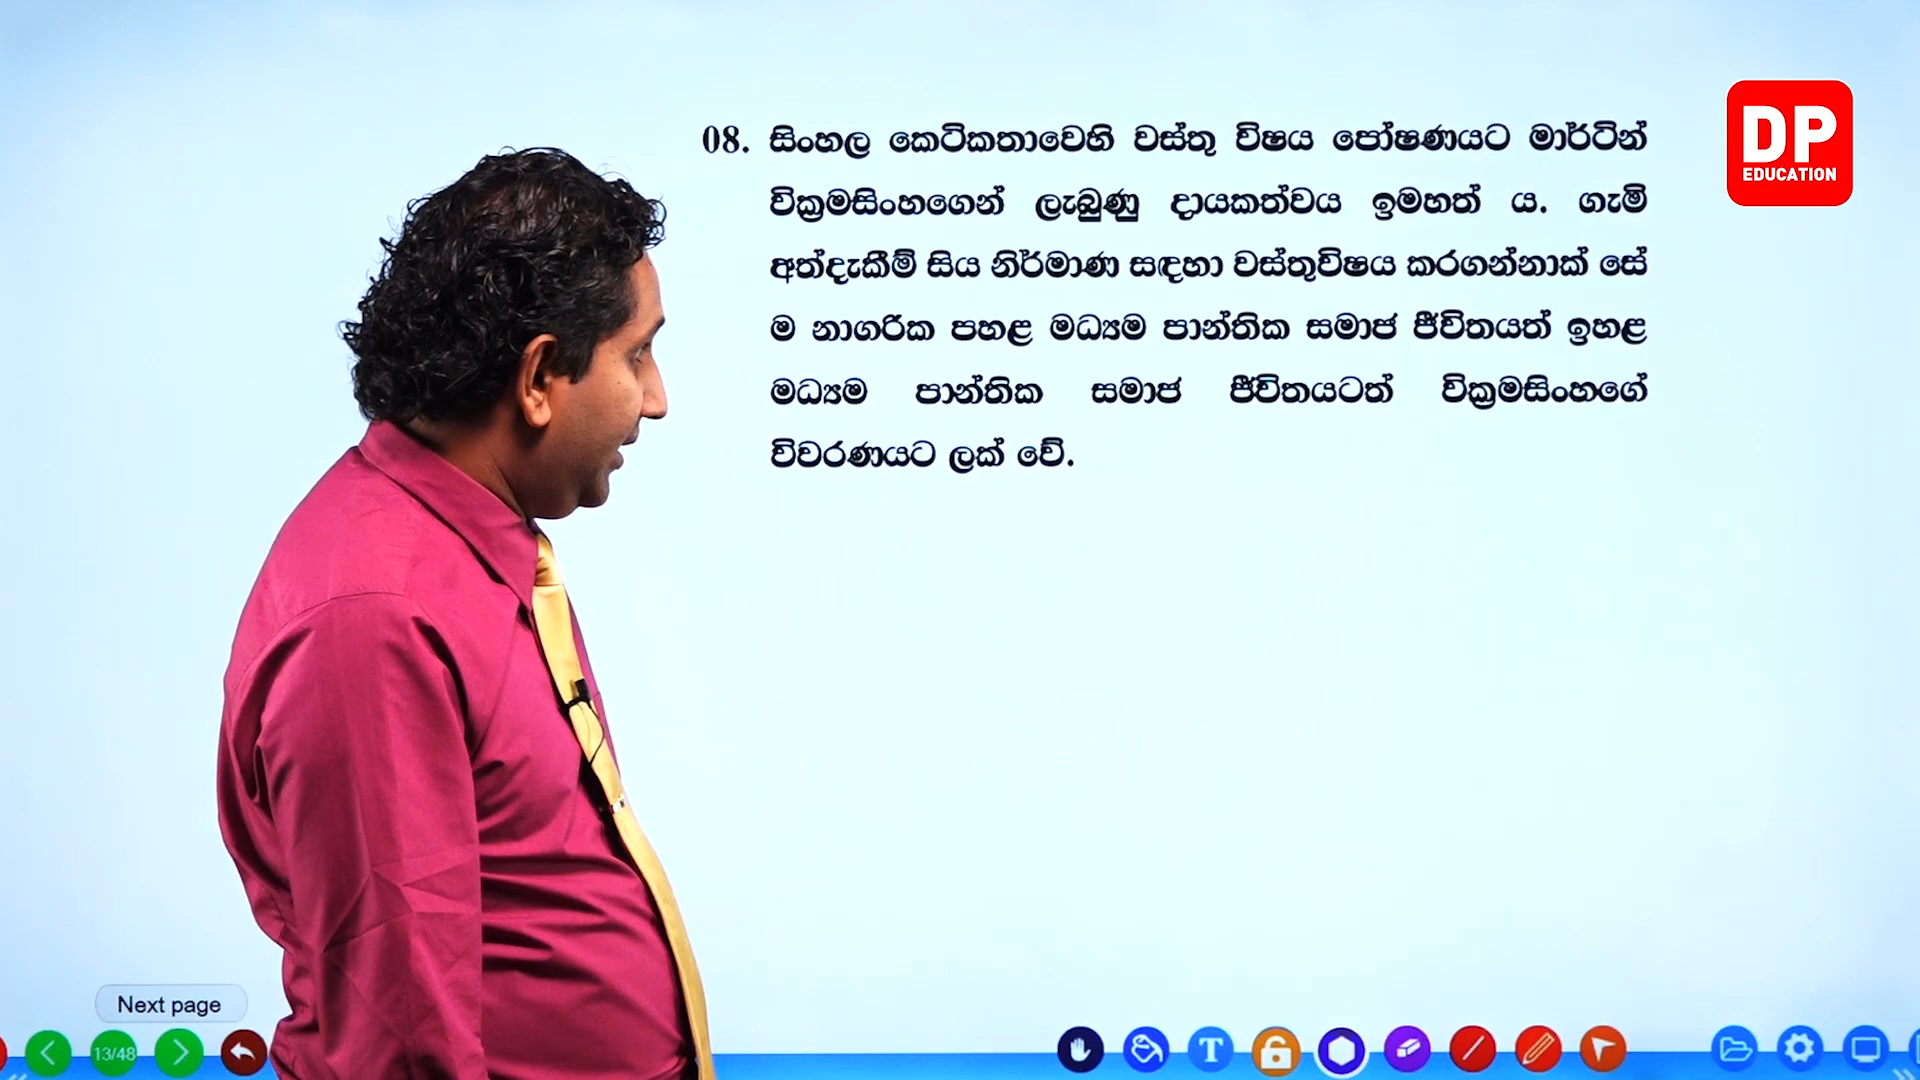 08. සිංහල කෙටිකතාවෙහි වස්තු විෂය පෝෂණයට මාර්ටින්
වික්‍රමසිංහගෙන් ලැබුණු දායකත්වය ඉමහත් ය. ගැමි
අත්දැකීම් සිය නිර්මාණ සඳහා වස්තුවිෂය කරගන්නාක් සේ
ම නාගරික පහළ මධ්‍යම පාන්තික සමාජ ජීවිතයත් ඉහළ
මධ්‍යම පාන්තික සමාජ ජීවිතයටත් වික්‍රමසිංහගේ
විවරණයට ලක් වේ.
DP
EDUCATION
Next page
13/48
T